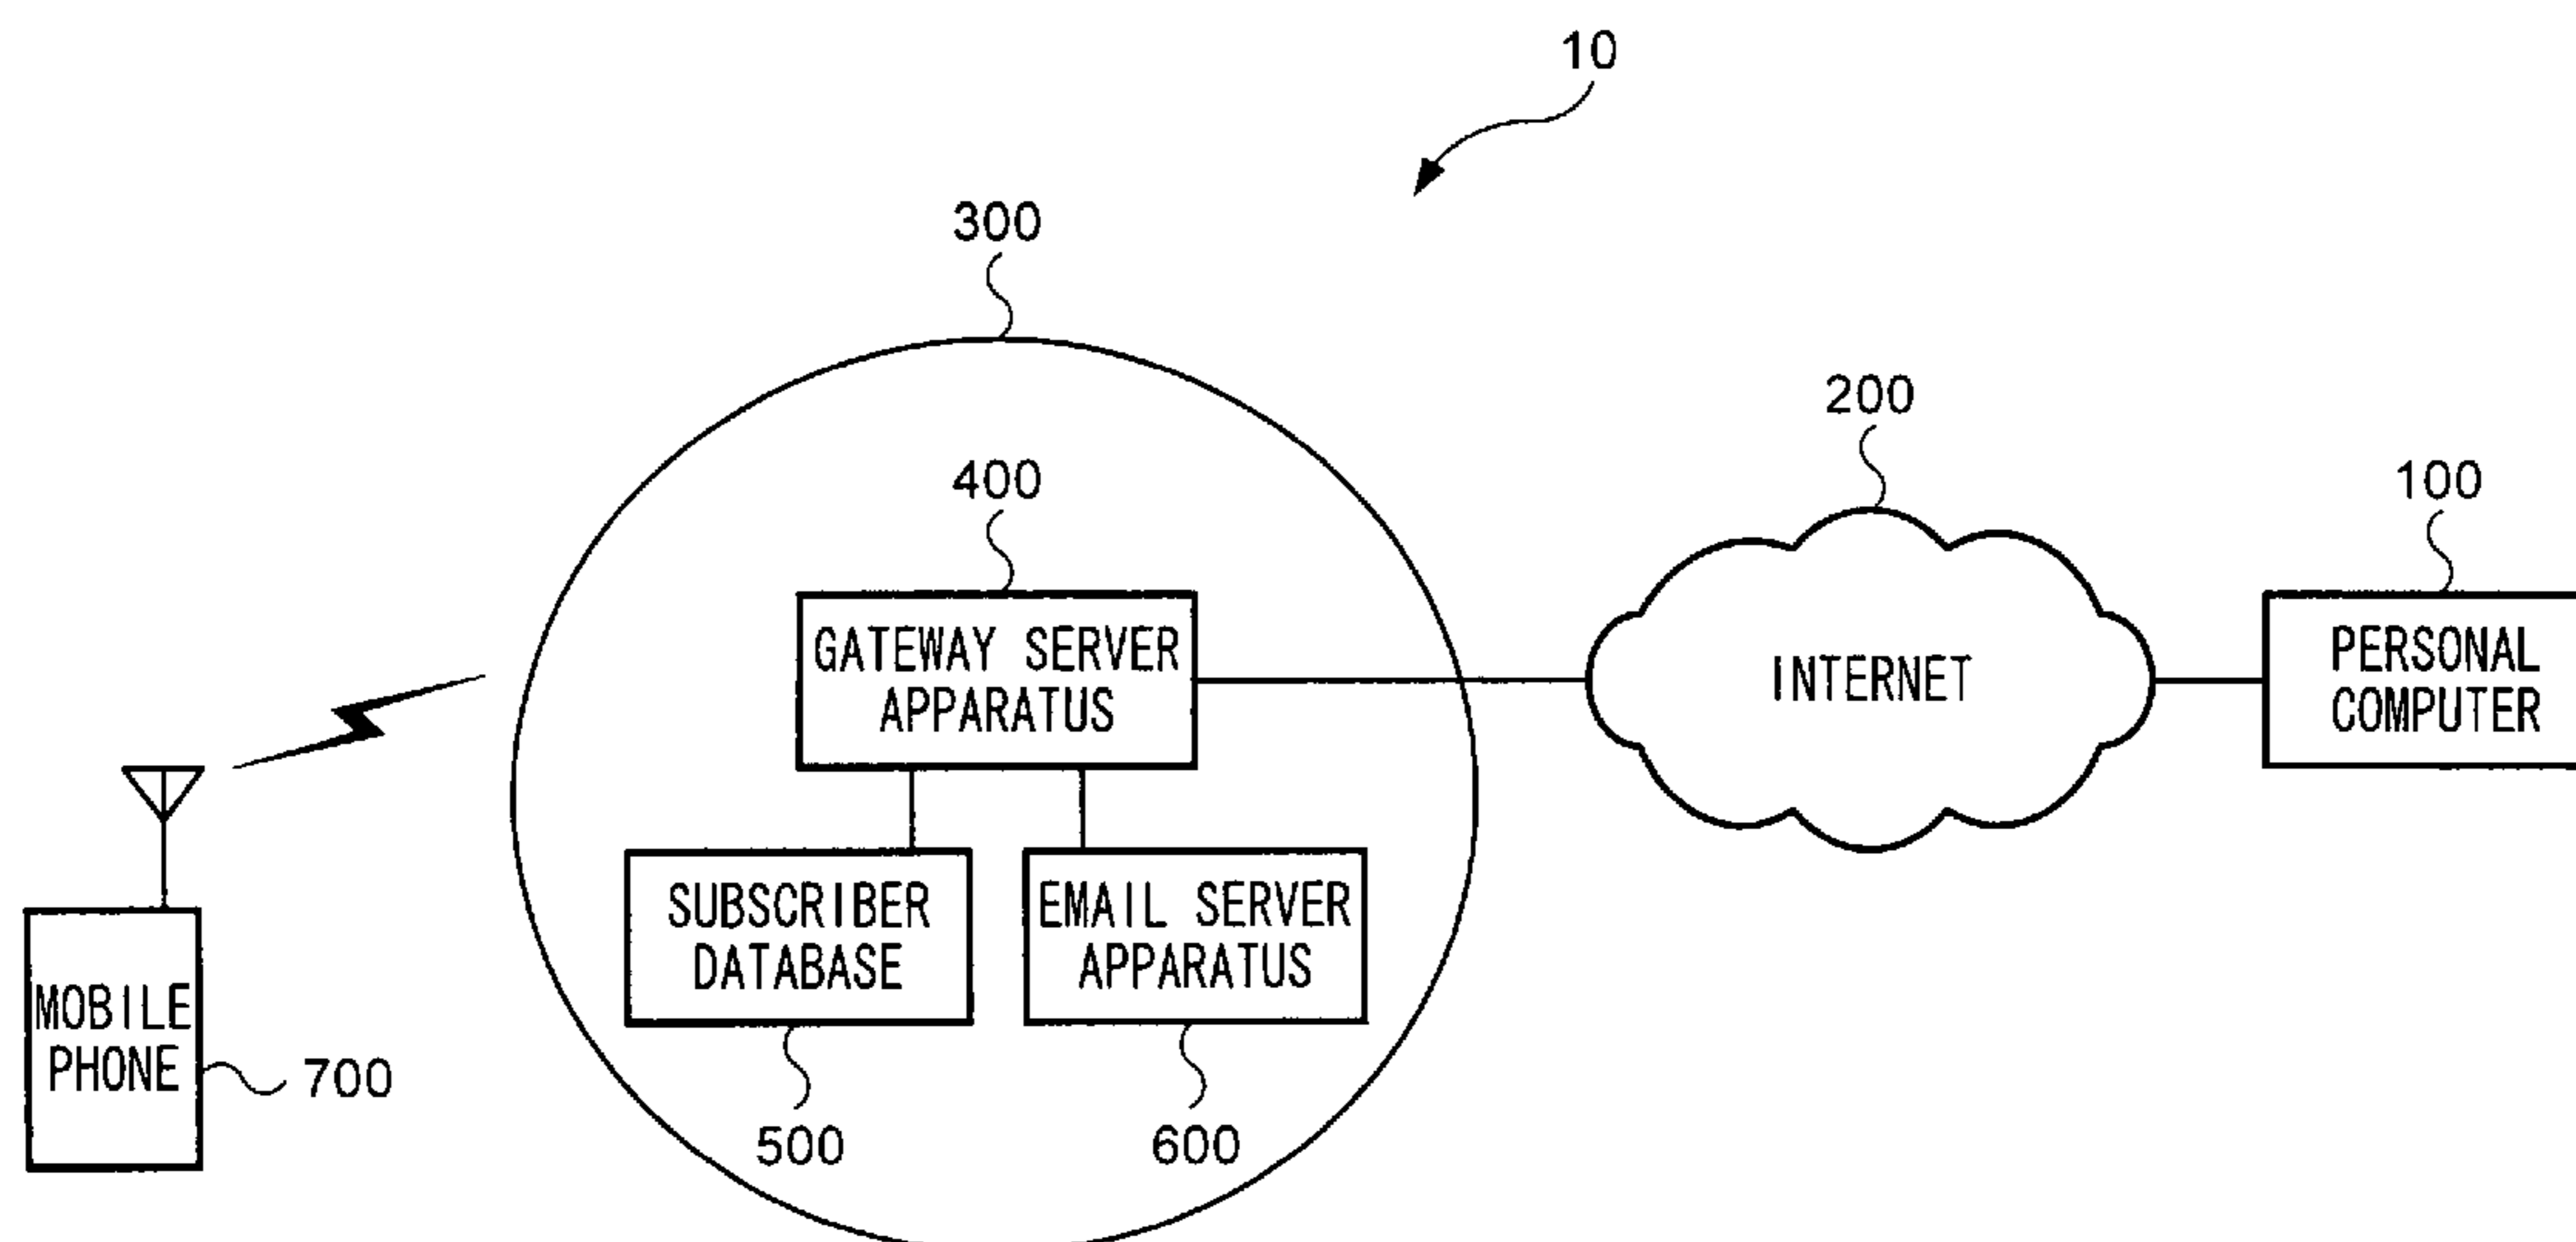 10
300
200
400
100
GATEWAY SERVER
APPARATUS
INTERNET
PERSONAL
COMPUTER
SUBSCRIBER
DATABASE
EMAIL SERVER
APPARATUS
MOBILE
PHONE
700
500
600